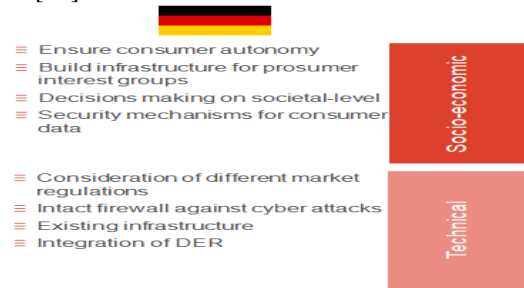 Ensure consumer autonomy
Build infrastructure for prosumer
interest groups
Decisions making on societal-level
Security mechanisms for consumer
data
Socio-economic
Consideration of different market
regulations
Intact firewall against cyber attacks
Existing infrastructure
Integration of DER
Technical